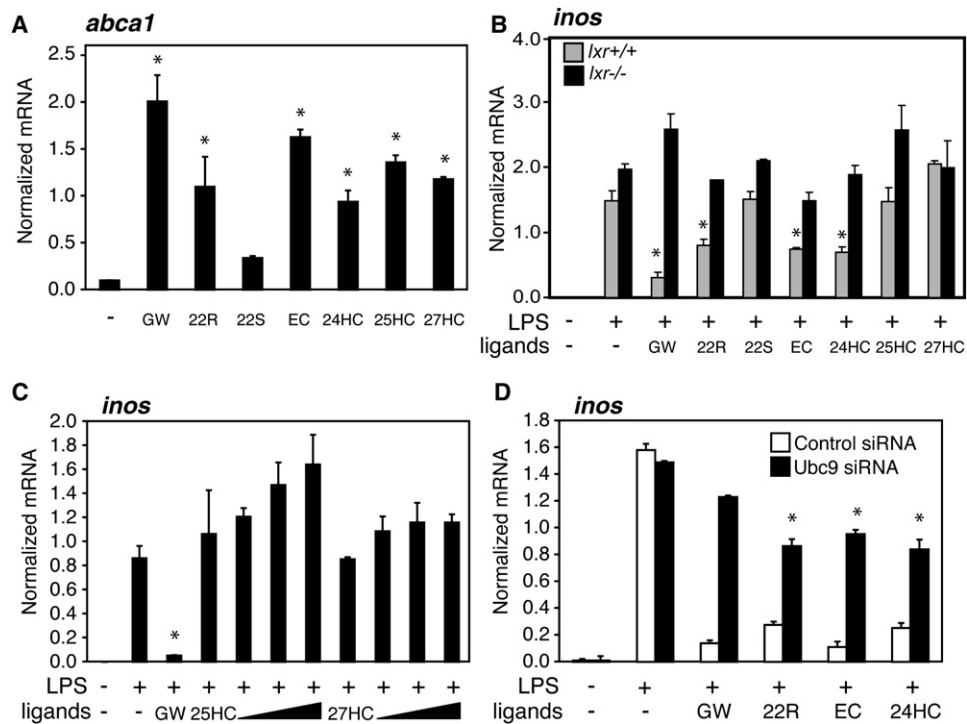 A
abca1
Normalized mRNA
2.5
2.0
1.5
1.0
0.5
0.0
* * * * * *
- GW 22R 22S EC 24HC 25HC 27HC
B
inos
Normalized mRNA
4.0
3.0
2.0
1.0
0.0
lxr+/+
lxr-/-
* * * *
LPS - + + + + + + + +
ligands - - GW 22R 22S EC 24HC 25HC 27HC
C
inos
Normalized mRNA
2.0
1.8
1.6
1.4
1.2
1.0
0.8
0.6
0.4
0.2
0.0
*
LPS - + + + + + + + + + +
ligands - - GW 25HC 27HC
D
inos
Normalized mRNA
1.8
1.6
1.4
1.2
1.0
0.8
0.6
0.4
0.2
0.0
Control siRNA
Ubc9 siRNA
* * *
LPS - + + + + +
ligands - - GW 22R EC 24HC